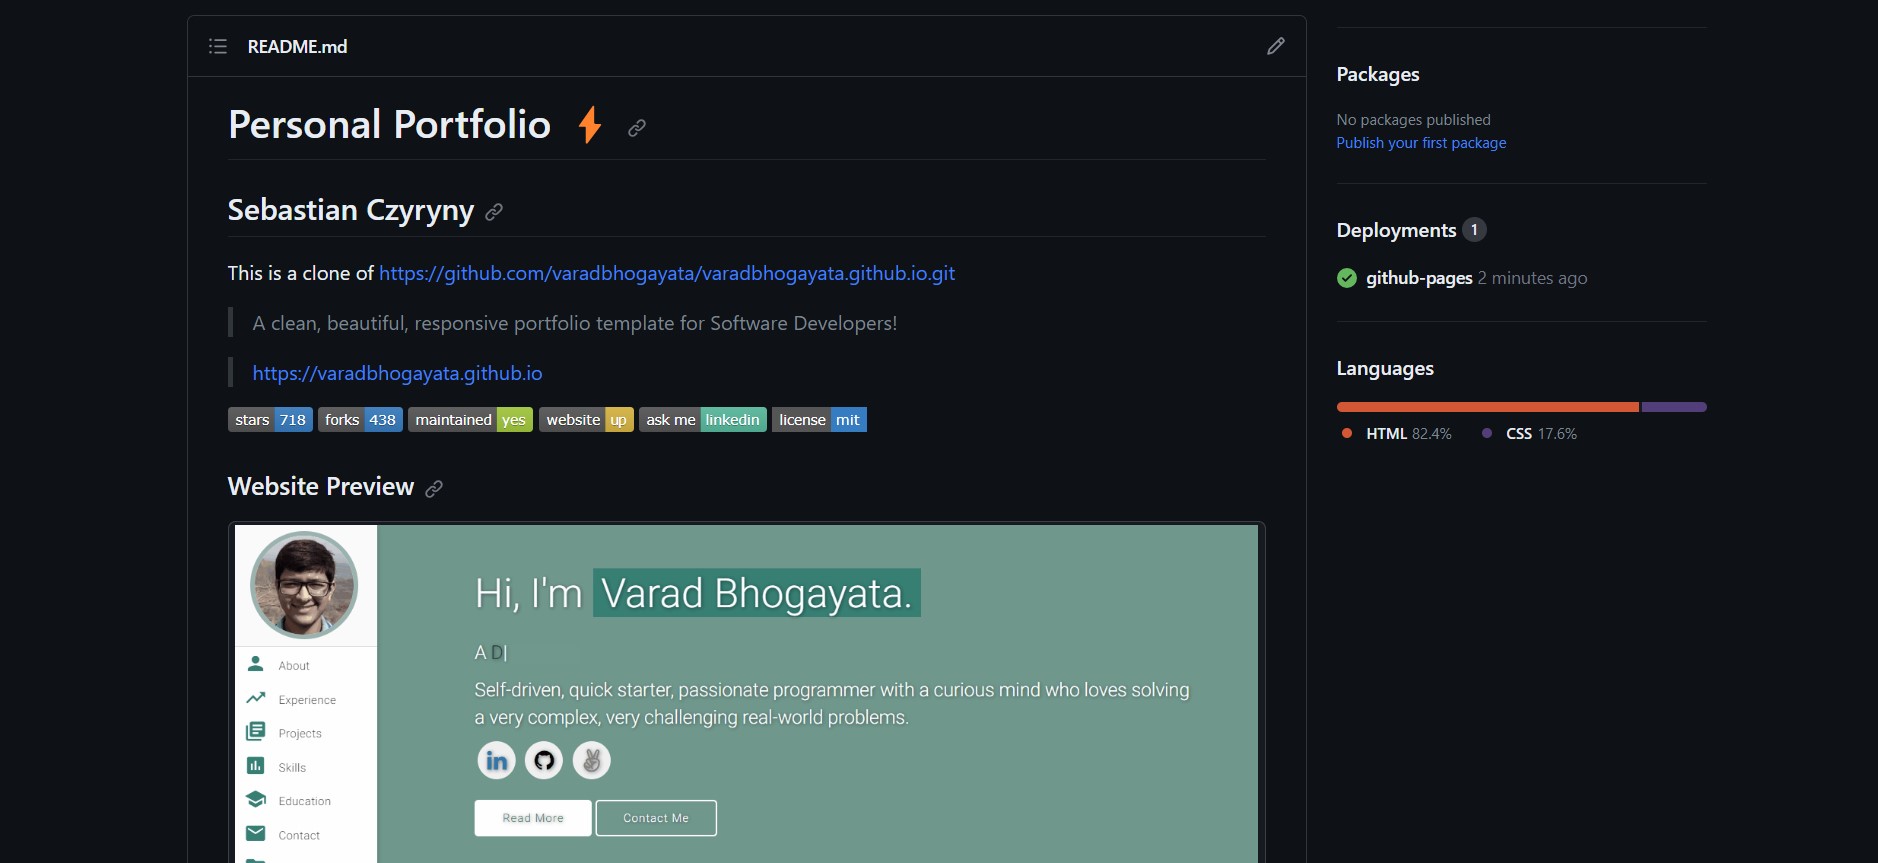 README.md
Personal Portfolio
Sebastian Czyryny
This is a clone of https://github.com/varadbhogayata/varadbhogayata.github.io.git
A clean, beautiful, responsive portfolio template for Software Developers!
https://varadbhogayata.github.io
stars 718 forks 438 maintained yes website up ask me linkedin license mit
Website Preview
About
Experience
Projects
Skills
Education
Contact
Hi, I'm Varad Bhogayata.
A D|
Self-driven, quick starter, passionate programmer with a curious mind who loves solving
a very complex, very challenging real-world problems.
in
Read More Contact Me
Packages
No packages published
Publish your first package
Deployments 1
github-pages 2 minutes ago
Languages
HTML 82.4% CSS 17.6%